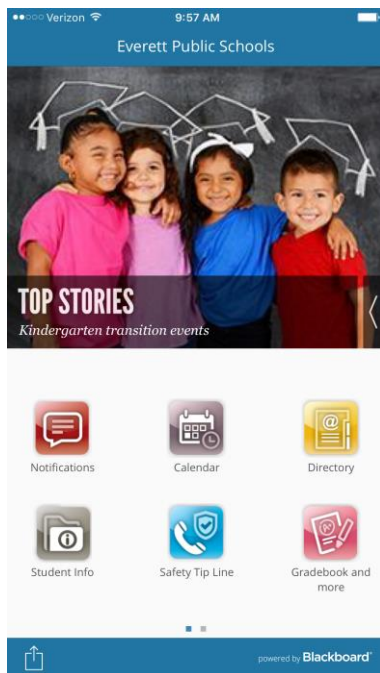 Verizon 9:57 AM
Everett Public Schools
TOP STORIES
Kindergarten transition events
Notifications Calendar Directory
Student Info Safety Tip Line Gradebook and
more
powered by Blackboard